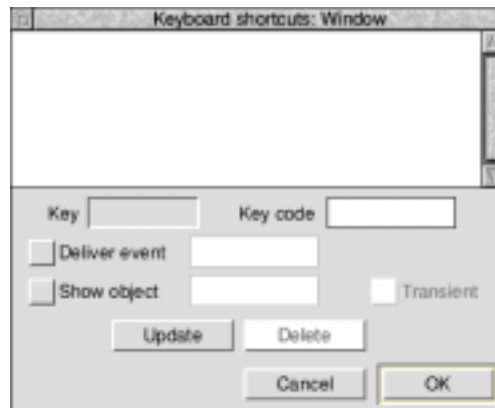 Keyboard shortcuts: Window
Key Key code
Deliver event
Show object Transient
Update Delete
Cancel OK